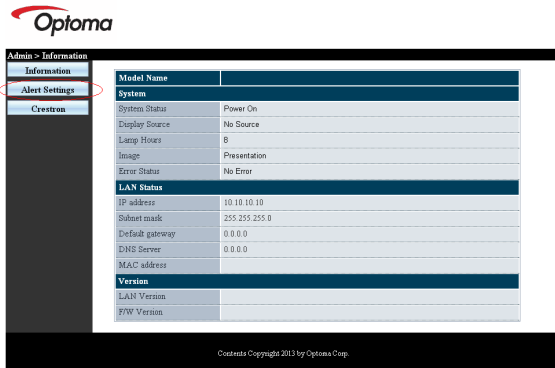 Optoma
Admin > Information
Information
Alert Settings
Crestron
Model Name
System
System Status Power On
Display Source No Source
Lamp Hours 8
Image Presentation
Error Status No Error
LAN Status
IP address 10.10.10.10
Subnet mask 255.255.255.0
Default gateway 0.0.0.0
DNS Server 0.0.0.0
MAC address
Version
LAN Version
F/W Version
Contents Copyright 2013 by Optoma Corp.